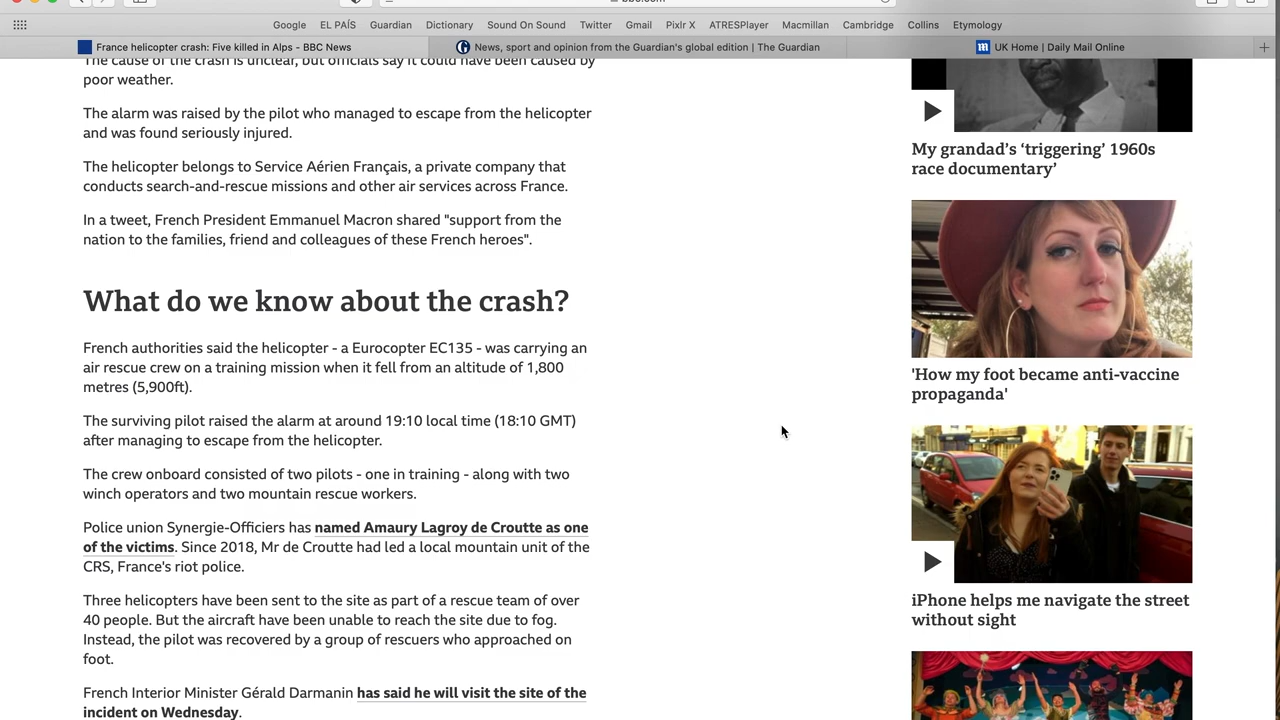 bbc.com
Google EL PAÍS Guardian Dictionary Sound On Sound Twitter Gmail Pixlr X ATRESPlayer Macmillan Cambridge Collins Etymology
France helicopter crash: Five killed in Alps - BBC News
News, sport and opinion from the Guardian's global edition | The Guardian
UK Home | Daily Mail Online
The cause of the crash is unclear, but officials say it could have been caused by
poor weather.
The alarm was raised by the pilot who managed to escape from the helicopter
and was found seriously injured.
The helicopter belongs to Service Aérien Français, a private company that
conducts search-and-rescue missions and other air services across France.
In a tweet, French President Emmanuel Macron shared "support from the
nation to the families, friend and colleagues of these French heroes".
What do we know about the crash?
French authorities said the helicopter - a Eurocopter EC135 - was carrying an
air rescue crew on a training mission when it fell from an altitude of 1,800
metres (5,900ft).
The surviving pilot raised the alarm at around 19:10 local time (18:10 GMT)
after managing to escape from the helicopter.
The crew onboard consisted of two pilots - one in training - along with two
winch operators and two mountain rescue workers.
Police union Synergie-Officiers has named Amaury Lagroy de Croutte as one
of the victims. Since 2018, Mr de Croutte had led a local mountain unit of the
CRS, France's riot police.
Three helicopters have been sent to the site as part of a rescue team of over
40 people. But the aircraft have been unable to reach the site due to fog.
Instead, the pilot was recovered by a group of rescuers who approached on
foot.
French Interior Minister Gérald Darmanin has said he will visit the site of the
incident on Wednesday.
My grandad's ‘triggering’ 1960s
race documentary’
'How my foot became anti-vaccine
propaganda'
iPhone helps me navigate the street
without sight